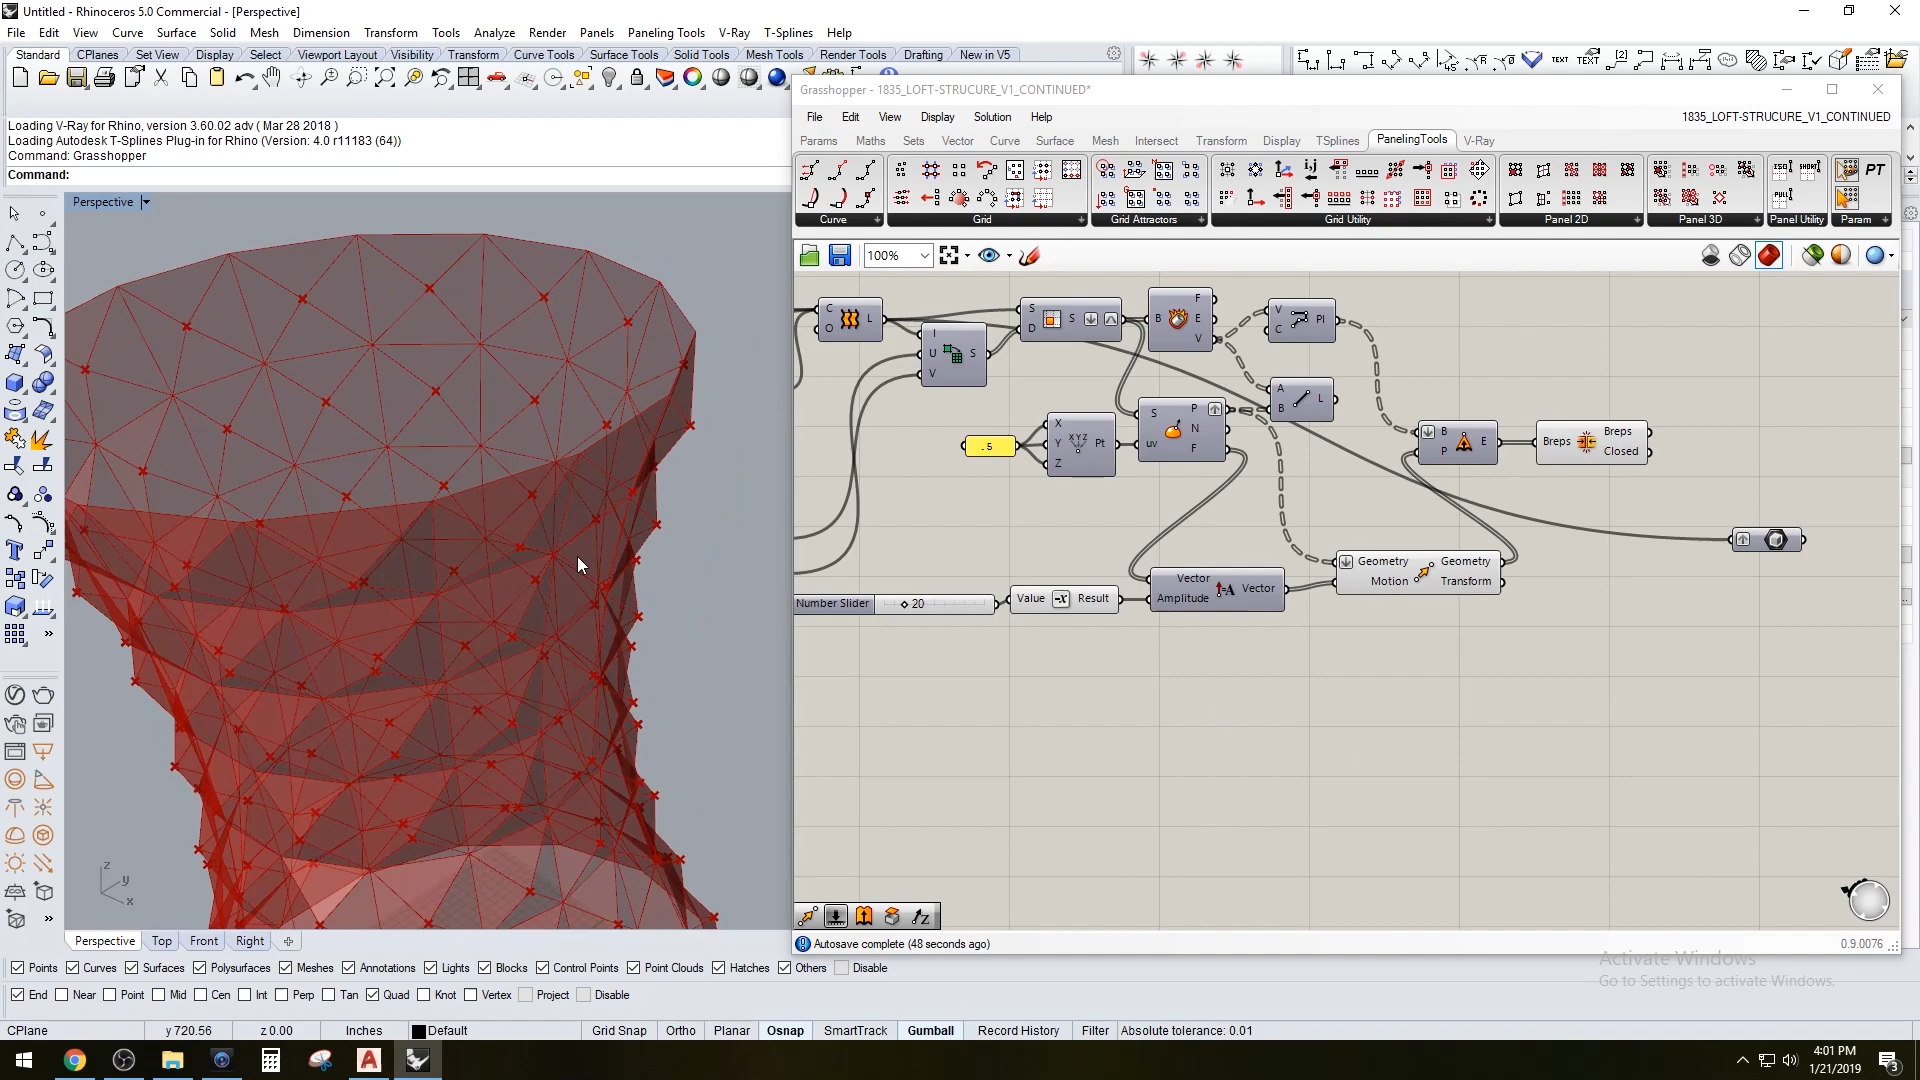 Untitled - Rhinoceros 5.0 Commercial - [Perspective]
File Edit View Curve Surface Solid Mesh Dimension Transform Tools Analyze Render Panels Paneling Tools V-Ray T-Splines Help
Standard CPlanes Set View Display Select Viewport Layout Visibility Transform Curve Tools Surface Tools Solid Tools Mesh Tools Render Tools Drafting New in V5
Loading V-Ray for Rhino, version 3.60.02 adv ( Mar 28 2018 )
Loading Autodesk T-Splines Plug-in for Rhino (Version: 4.0 r11183 (64))
Command: Grasshopper
Command:
Perspective
Grasshopper - 1835_LOFT-STRUCURE_V1_CONTINUED*
File Edit View Display Solution Help
1835_LOFT-STRUCURE_V1_CONTINUED
Params Maths Sets Vector Curve Surface Mesh Intersect Transform Display TSplines PanelingTools V-Ray
Curve Grid Grid Attractors Grid Utility Panel 2D Panel 3D Panel Utility Param
100%
C O L
I U V S
S D S
B F E V
V C Pl
A B L
.5
X Y Z XYZ Pt
S uv P N F
B P E
Breps Breps Closed
Number Slider 20
Value -x Result
Vector Amplitude Vector
Geometry Motion Geometry Transform
Autosave complete (48 seconds ago)
0.9.0076
z y x
Perspective Top Front Right
Activate Windows
Go to Settings to activate Windows.
Points Curves Surfaces Polysurfaces Meshes Annotations Lights Blocks Control Points Point Clouds Hatches Others Disable
End Near Point Mid Cen Int Perp Tan Quad Knot Vertex Project Disable
CPlane y 720.56 z 0.00 Inches Default Grid Snap Ortho Planar Osnap SmartTrack Gumball Record History Filter Absolute tolerance: 0.01
4:01 PM
1/21/2019
3